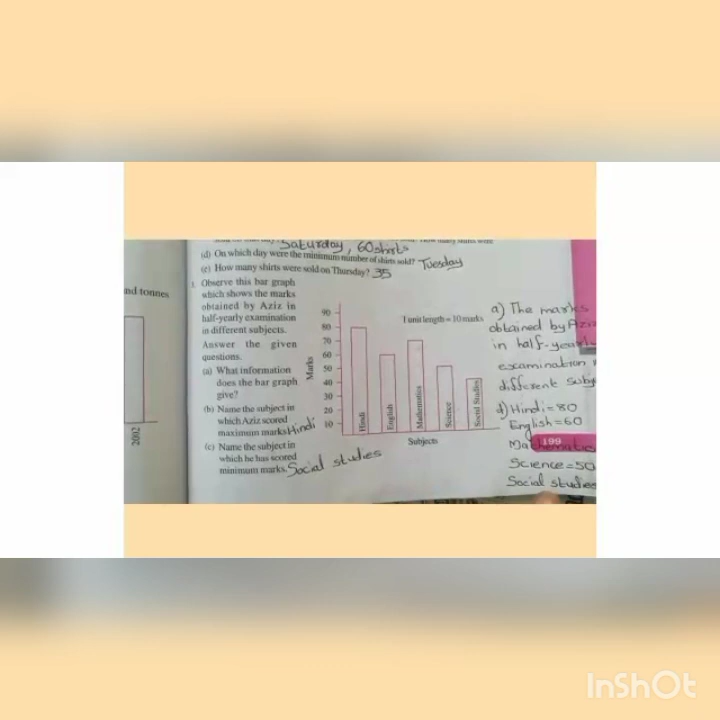 Saturday, 60 shirts
(d) On which day were the minimum number of shirts sold? Tuesday
(e) How many shirts were sold on Thursday? 35
Observe this bar graph
which shows the marks
obtained by Aziz in
half-yearly examination
in different subjects.
Answer the given
questions.
(a) What information
does the bar graph
give?
(b) Name the subject in
which Aziz scored
maximum marks. Hindi
(c) Name the subject in
which he has scored
minimum marks. Social studies
nd tonnes
2002
1 unit length = 10 marks
Marks
90
80
70
60
50
40
30
20
10
Hindi
English
Mathematics
Science
Social Studies
Subjects
a) The marks
obtained by Aziz
in half-yearly
examination
different
d) Hindi = 80
English = 60
199
Science = 50
Social studies
InShOt